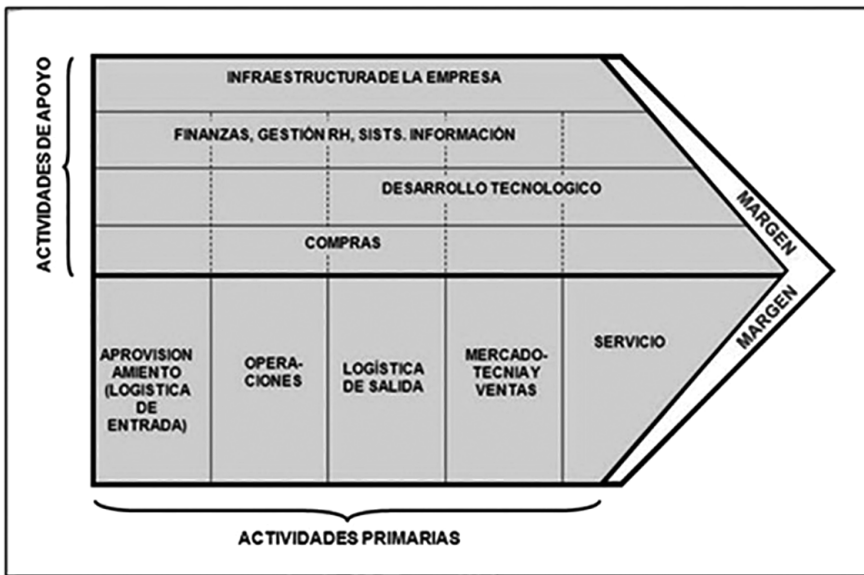 ACTIVIDADES DE APOYO
INFRAESTRUCTURA DE LA EMPRESA
FINANZAS, GESTIÓN RH, SISTS. INFORMACIÓN
DESARROLLO TECNOLOGICO
COMPRAS
MARGEN
MARGEN
APROVISION
AMIENTO
(LOGISTICA
DE
ENTRADA)
OPERA-
CIONES
LOGÍSTICA
DE SALIDA
MERCADO-
TECNIA Y
VENTAS
SERVICIO
ACTIVIDADES PRIMARIAS